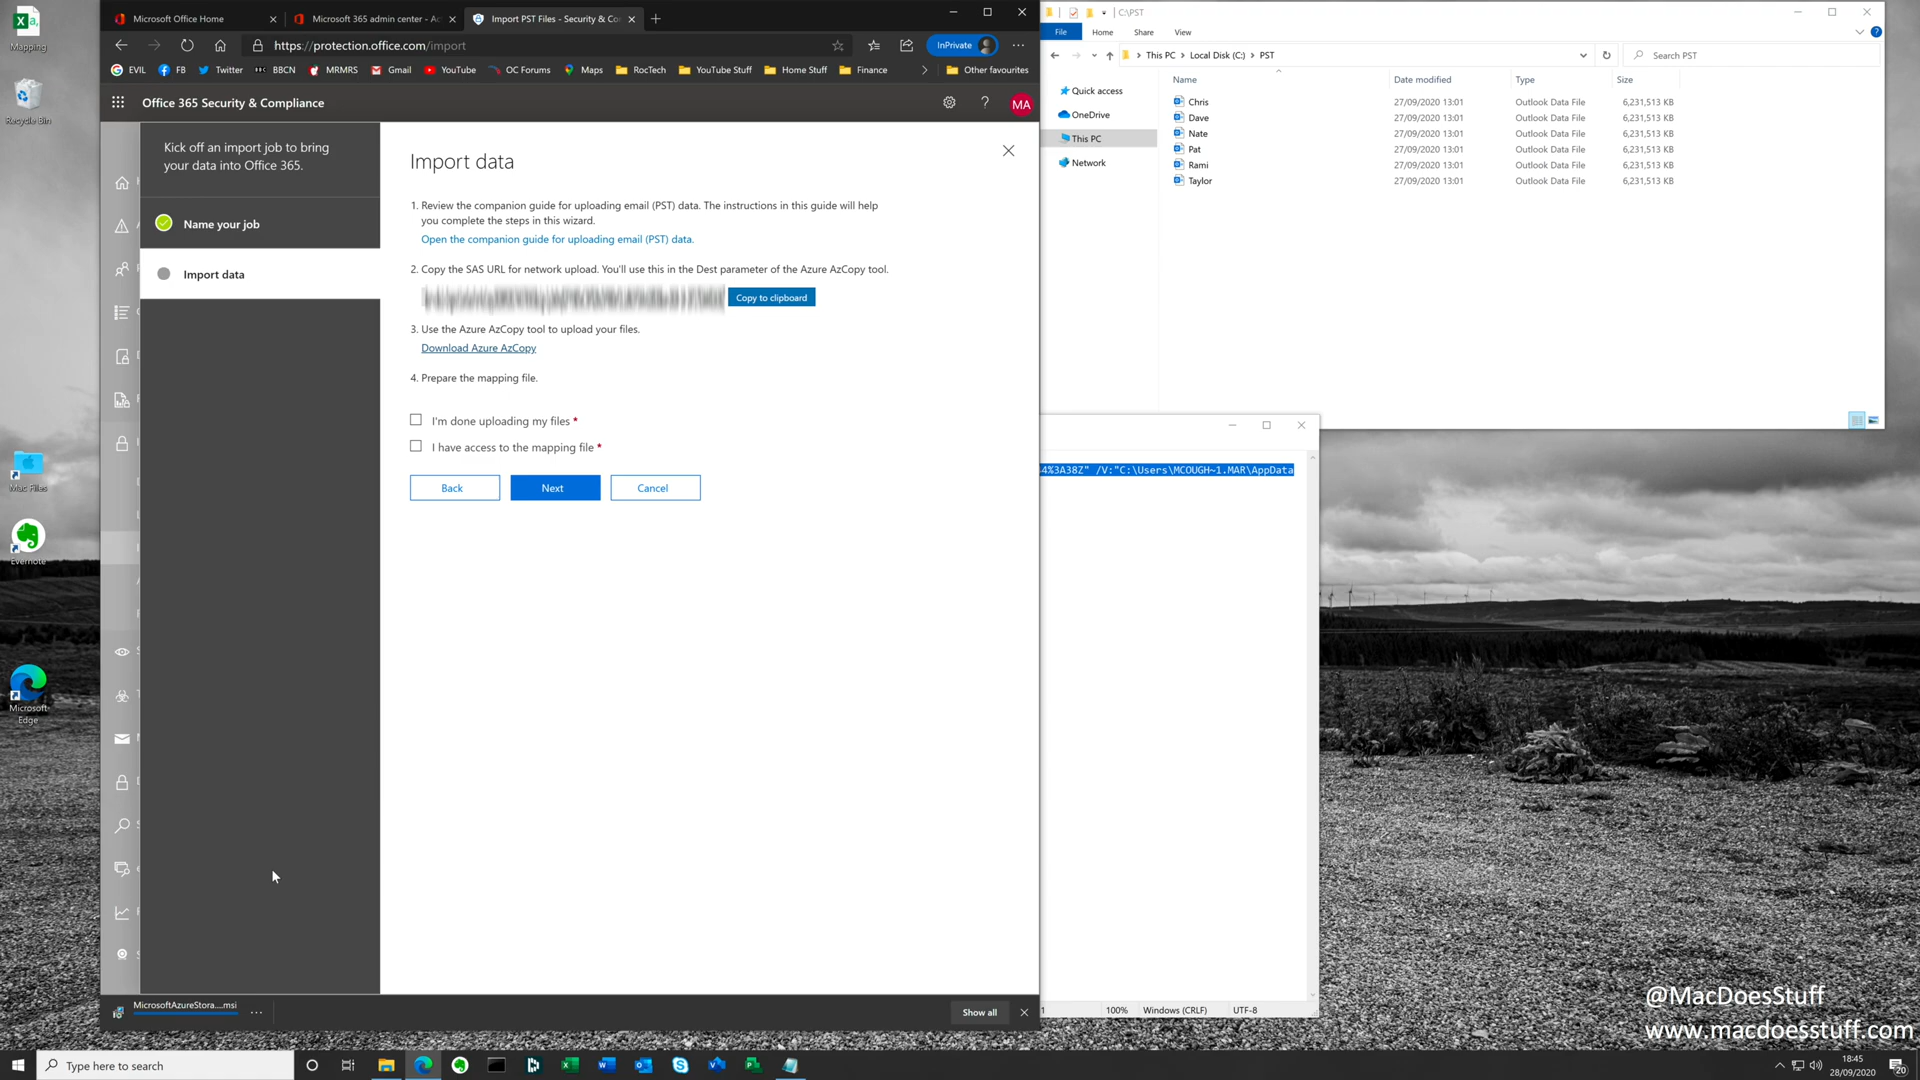 Mapping
Recycle Bin
Mac Files
Evernote
Microsoft
Edge
Microsoft Office Home
Microsoft 365 admin center - Ac
Import PST Files - Security & Co
https://protection.office.com/import
InPrivate
EVIL
FB
Twitter
BBC
BBCN
MRMRS
Gmail
YouTube
OC Forums
Maps
RocTech
YouTube Stuff
Home Stuff
Finance
Other favourites
Office 365 Security & Compliance
?
MA
Kick off an import job to bring
your data into Office 365.
Name your job
Import data
Import data
1. Review the companion guide for uploading email (PST) data. The instructions in this guide will help
you complete the steps in this wizard.
Open the companion guide for uploading email (PST) data.
2. Copy the SAS URL for network upload. You'll use this in the Dest parameter of the Azure AzCopy tool.
Copy to clipboard
3. Use the Azure AzCopy tool to upload your files.
Download Azure AzCopy
4. Prepare the mapping file.
I'm done uploading my files *
I have access to the mapping file *
Back
Next
Cancel
MicrosoftAzureStora....msi
Show all
C:\PST
File
Home
Share
View
This PC
Local Disk (C:)
PST
Search PST
Quick access
OneDrive
This PC
Network
Name
Date modified
Type
Size
Chris 27/09/2020 13:01 Outlook Data File 6,231,513 KB
Dave 27/09/2020 13:01 Outlook Data File 6,231,513 KB
Nate 27/09/2020 13:01 Outlook Data File 6,231,513 KB
Pat 27/09/2020 13:01 Outlook Data File 6,231,513 KB
Rami 27/09/2020 13:01 Outlook Data File 6,231,513 KB
Taylor 27/09/2020 13:01 Outlook Data File 6,231,513 KB
4%3A38Z" /V:"C:\Users\MCOUGH~1.MAR\AppData
100%
Windows (CRLF)
UTF-8
@MacDoesStuff
www.macdoesstuff.com
Type here to search
18:45
28/09/2020
20